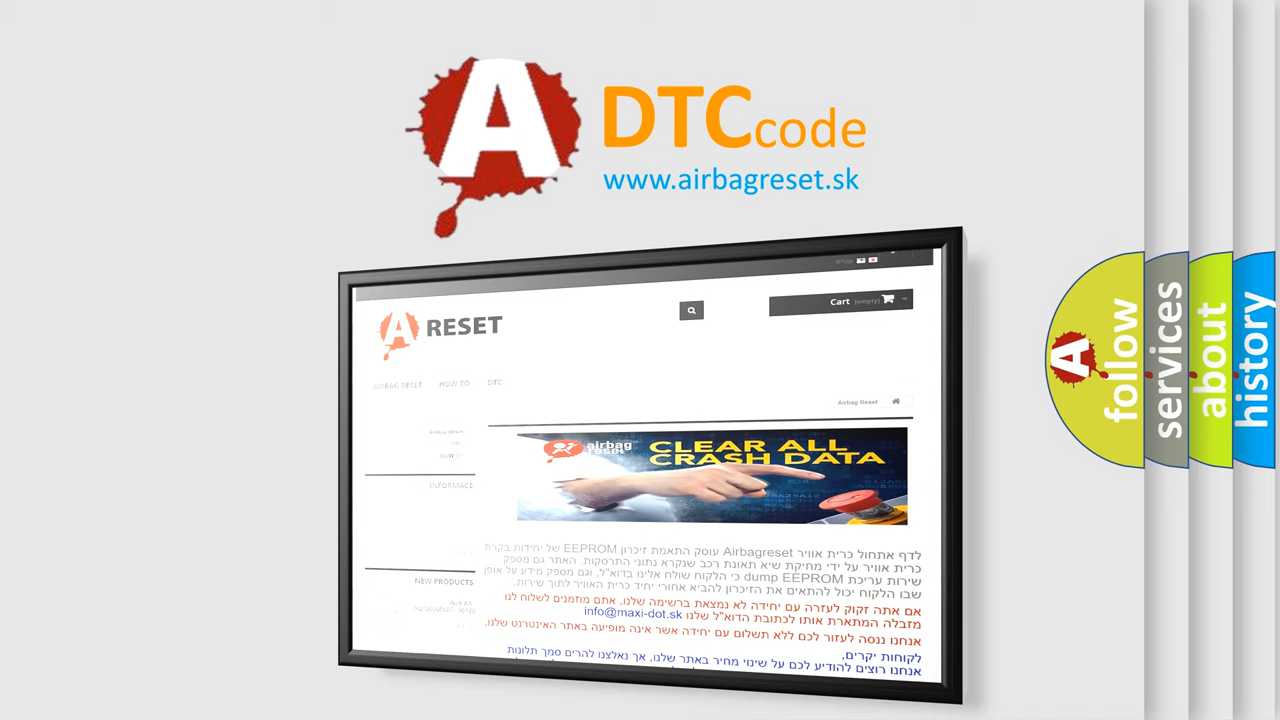 A DTC code
www.airbagreset.sk
עברית
A RESET
Cart (empty)
AIRBAG RESET HOW TO DTC
Airbag Reset
Airbag Reset
HOW TO
INFORMACE
NEW PRODUCTS
airbag reset
CLEAR ALL
CRASH DATA
לדף אתחול כרית אוויר Airbagreset עוסק התאמת זיכרון EEPROM של יחידות בקרת
כרית אוויר על ידי מחיקת שיא תאונת רכב שנקרא נתוני התרסקות. האתר גם מספק
שירות עריכת dump EEPROM כי הלקוח שולח אלינו בדוא"ל, וגם מספק מידע על אופן
שבו הלקוח יכול להתאים את הזיכרון להביא אחורי יחיד כרית האוויר לתוך שירות.
אם אתה זקוק לעזרה עם יחידה לא נמצאת ברשימה שלנו, אתם מוזמנים לשלוח לנו
מזבלה המתארת אותו לכתובת הדוא"ל שלנו info@maxi-dot.sk
אנחנו ננסה לעזור לכם ללא תשלום עם יחידה אשר אינה מופיעה באתר האינטרנט שלנו.
לקוחות יקרים,
אנחנו רוצים להודיע לכם על שינוי מחיר באתר שלנו, אך נאלצנו להרים סמך תלונות
A follow
services
about
history